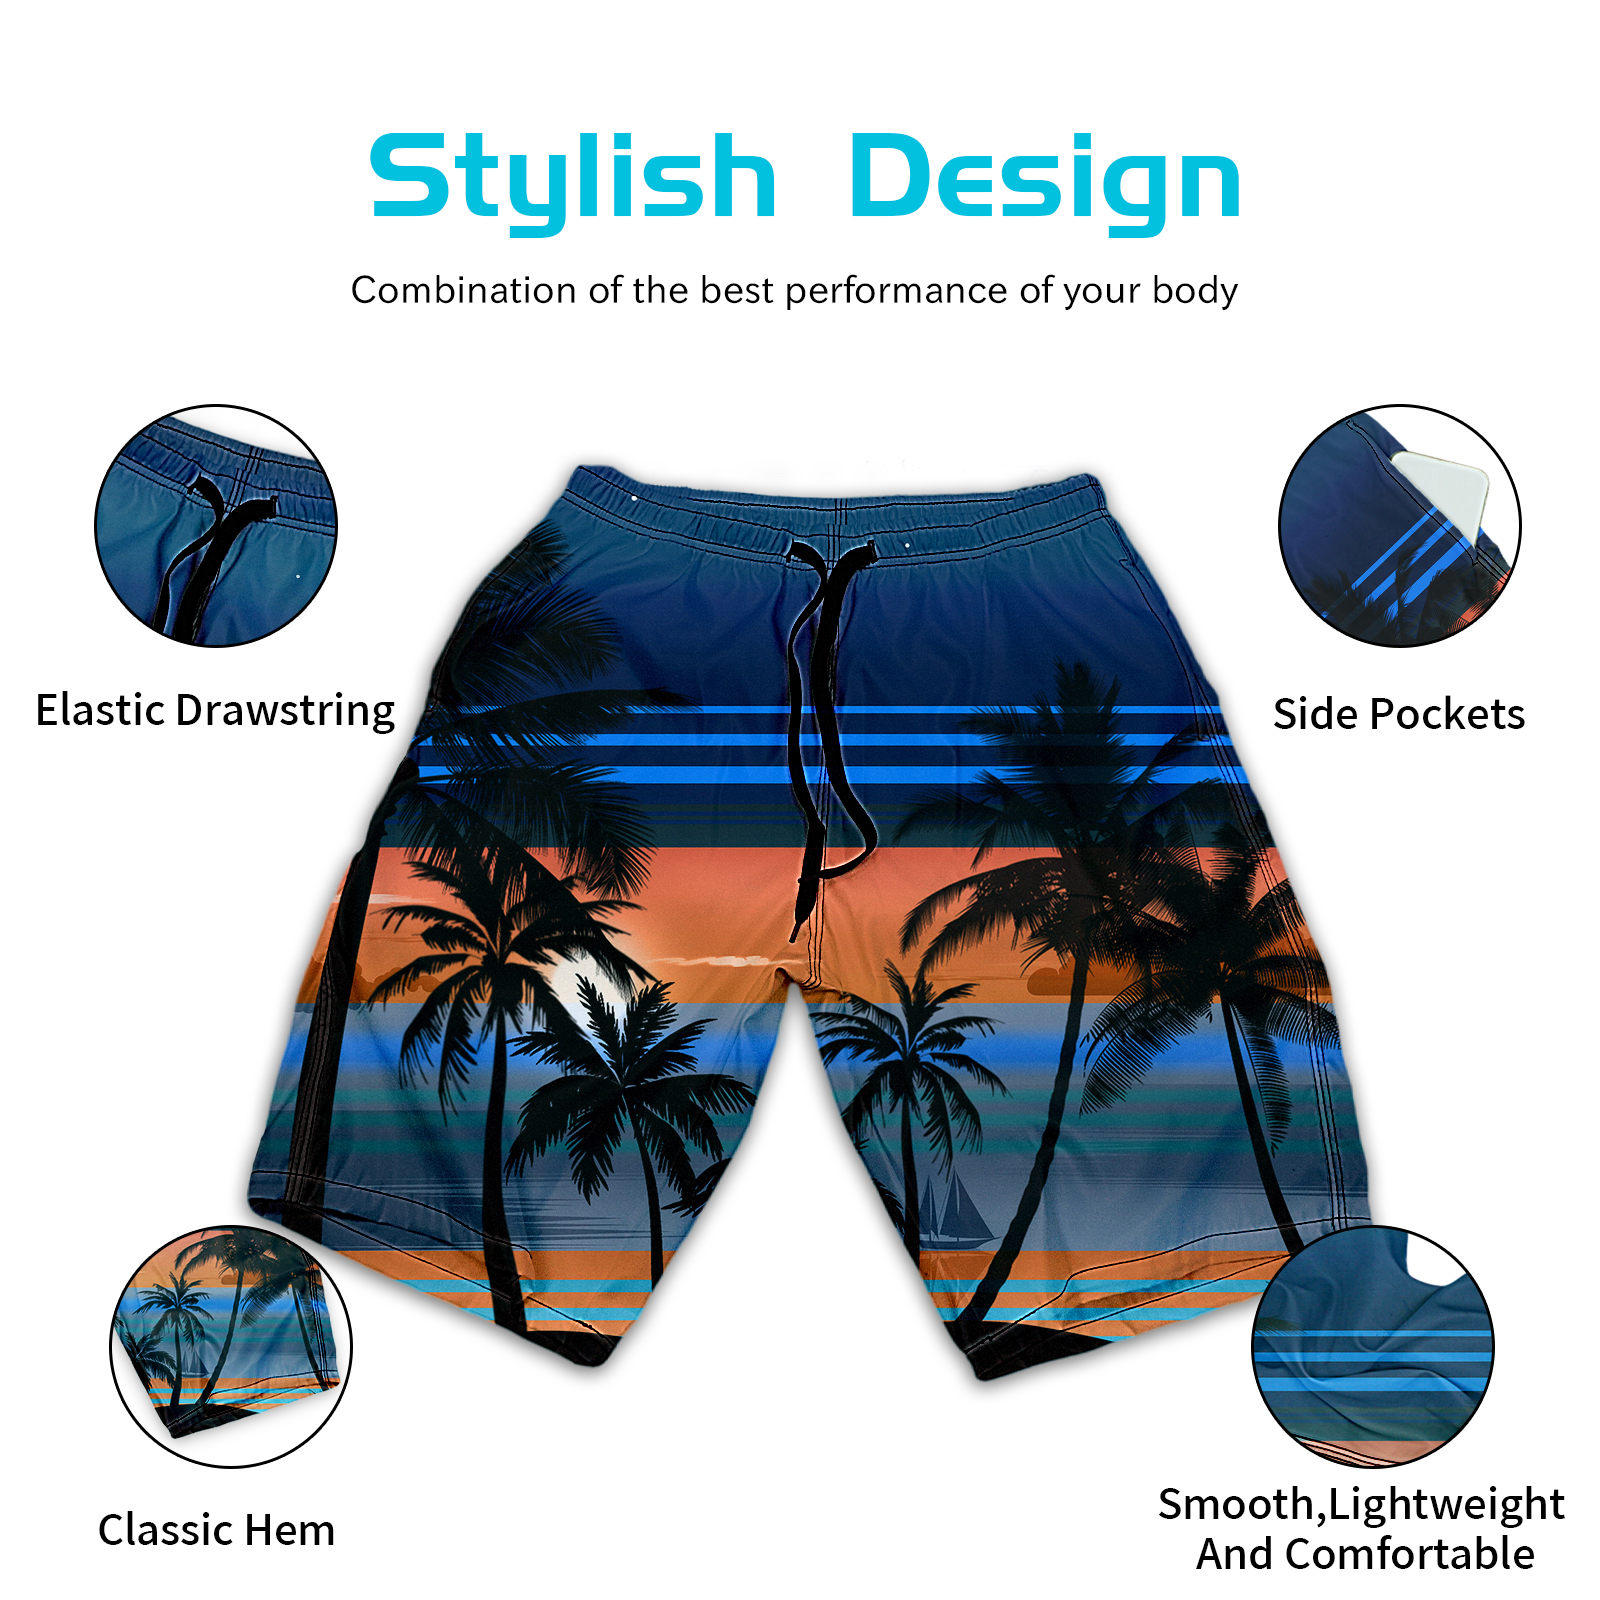 Stylish Design
Combination of the best performance of your body
Elastic Drawstring
Side Pockets
Classic Hem
Smooth,Lightweight
And Comfortable